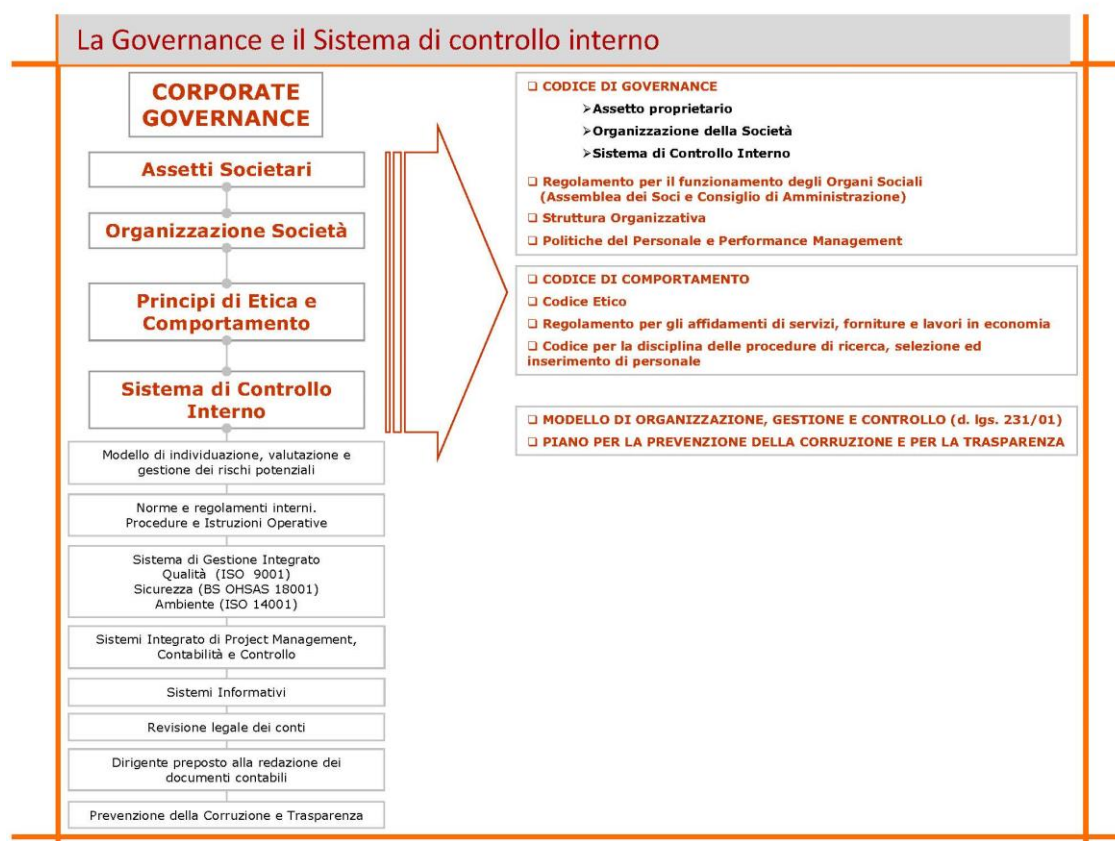 La Governance e il Sistema di controllo interno
CORPORATE
GOVERNANCE
Assetti Societari
Organizzazione Società
Principi di Etica e
Comportamento
Sistema di Controllo
Interno
Modello di individuazione, valutazione e
gestione dei rischi potenziali
Norme e regolamenti interni.
Procedure e Istruzioni Operative
Sistema di Gestione Integrato
Qualità (ISO 9001)
Sicurezza (BS OHSAS 18001)
Ambiente (ISO 14001)
Sistemi Integrato di Project Management,
Contabilità e Controllo
Sistemi Informativi
Revisione legale dei conti
Dirigente preposto alla redazione dei
documenti contabili
Prevenzione della Corruzione e Trasparenza
❑ CODICE DI GOVERNANCE
➢Assetto proprietario
➢Organizzazione della Società
➢Sistema di Controllo Interno
❑ Regolamento per il funzionamento degli Organi Sociali
(Assemblea dei Soci e Consiglio di Amministrazione)
❑ Struttura Organizzativa
❑ Politiche del Personale e Performance Management
❑ CODICE DI COMPORTAMENTO
❑ Codice Etico
❑ Regolamento per gli affidamenti di servizi, forniture e lavori in economia
❑ Codice per la disciplina delle procedure di ricerca, selezione ed
inserimento di personale
❑ MODELLO DI ORGANIZZAZIONE, GESTIONE E CONTROLLO (d. lgs. 231/01)
❑ PIANO PER LA PREVENZIONE DELLA CORRUZIONE E PER LA TRASPARENZA